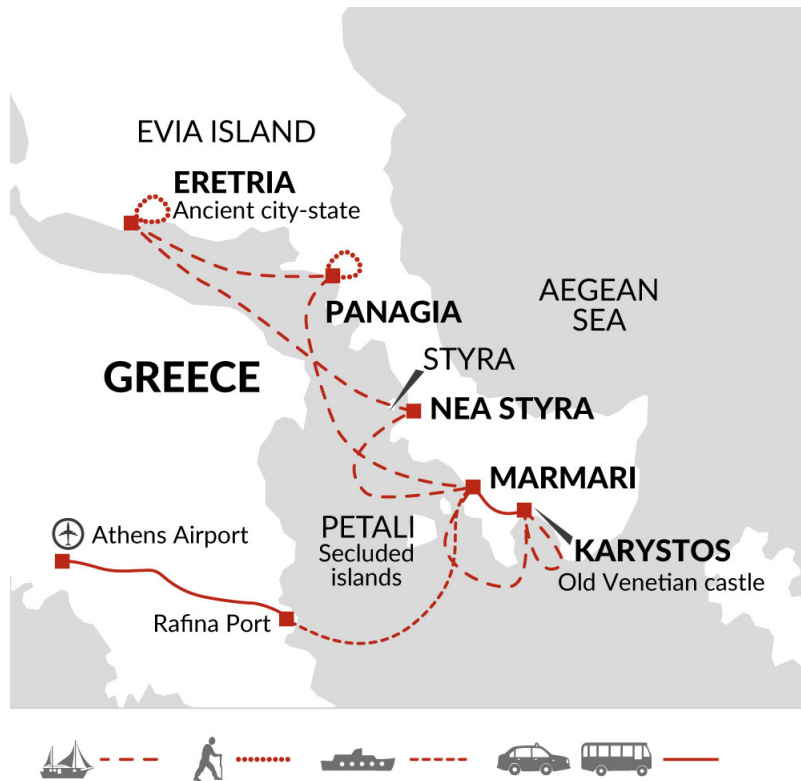 EVIA ISLAND
ERETRIA
Ancient city-state
PANAGIA
AEGEAN
SEA
STYRA
GREECE
NEA STYRA
MARMARI
PETALI
Secluded
islands
KARYSTOS
Old Venetian castle
Athens Airport
Rafina Port